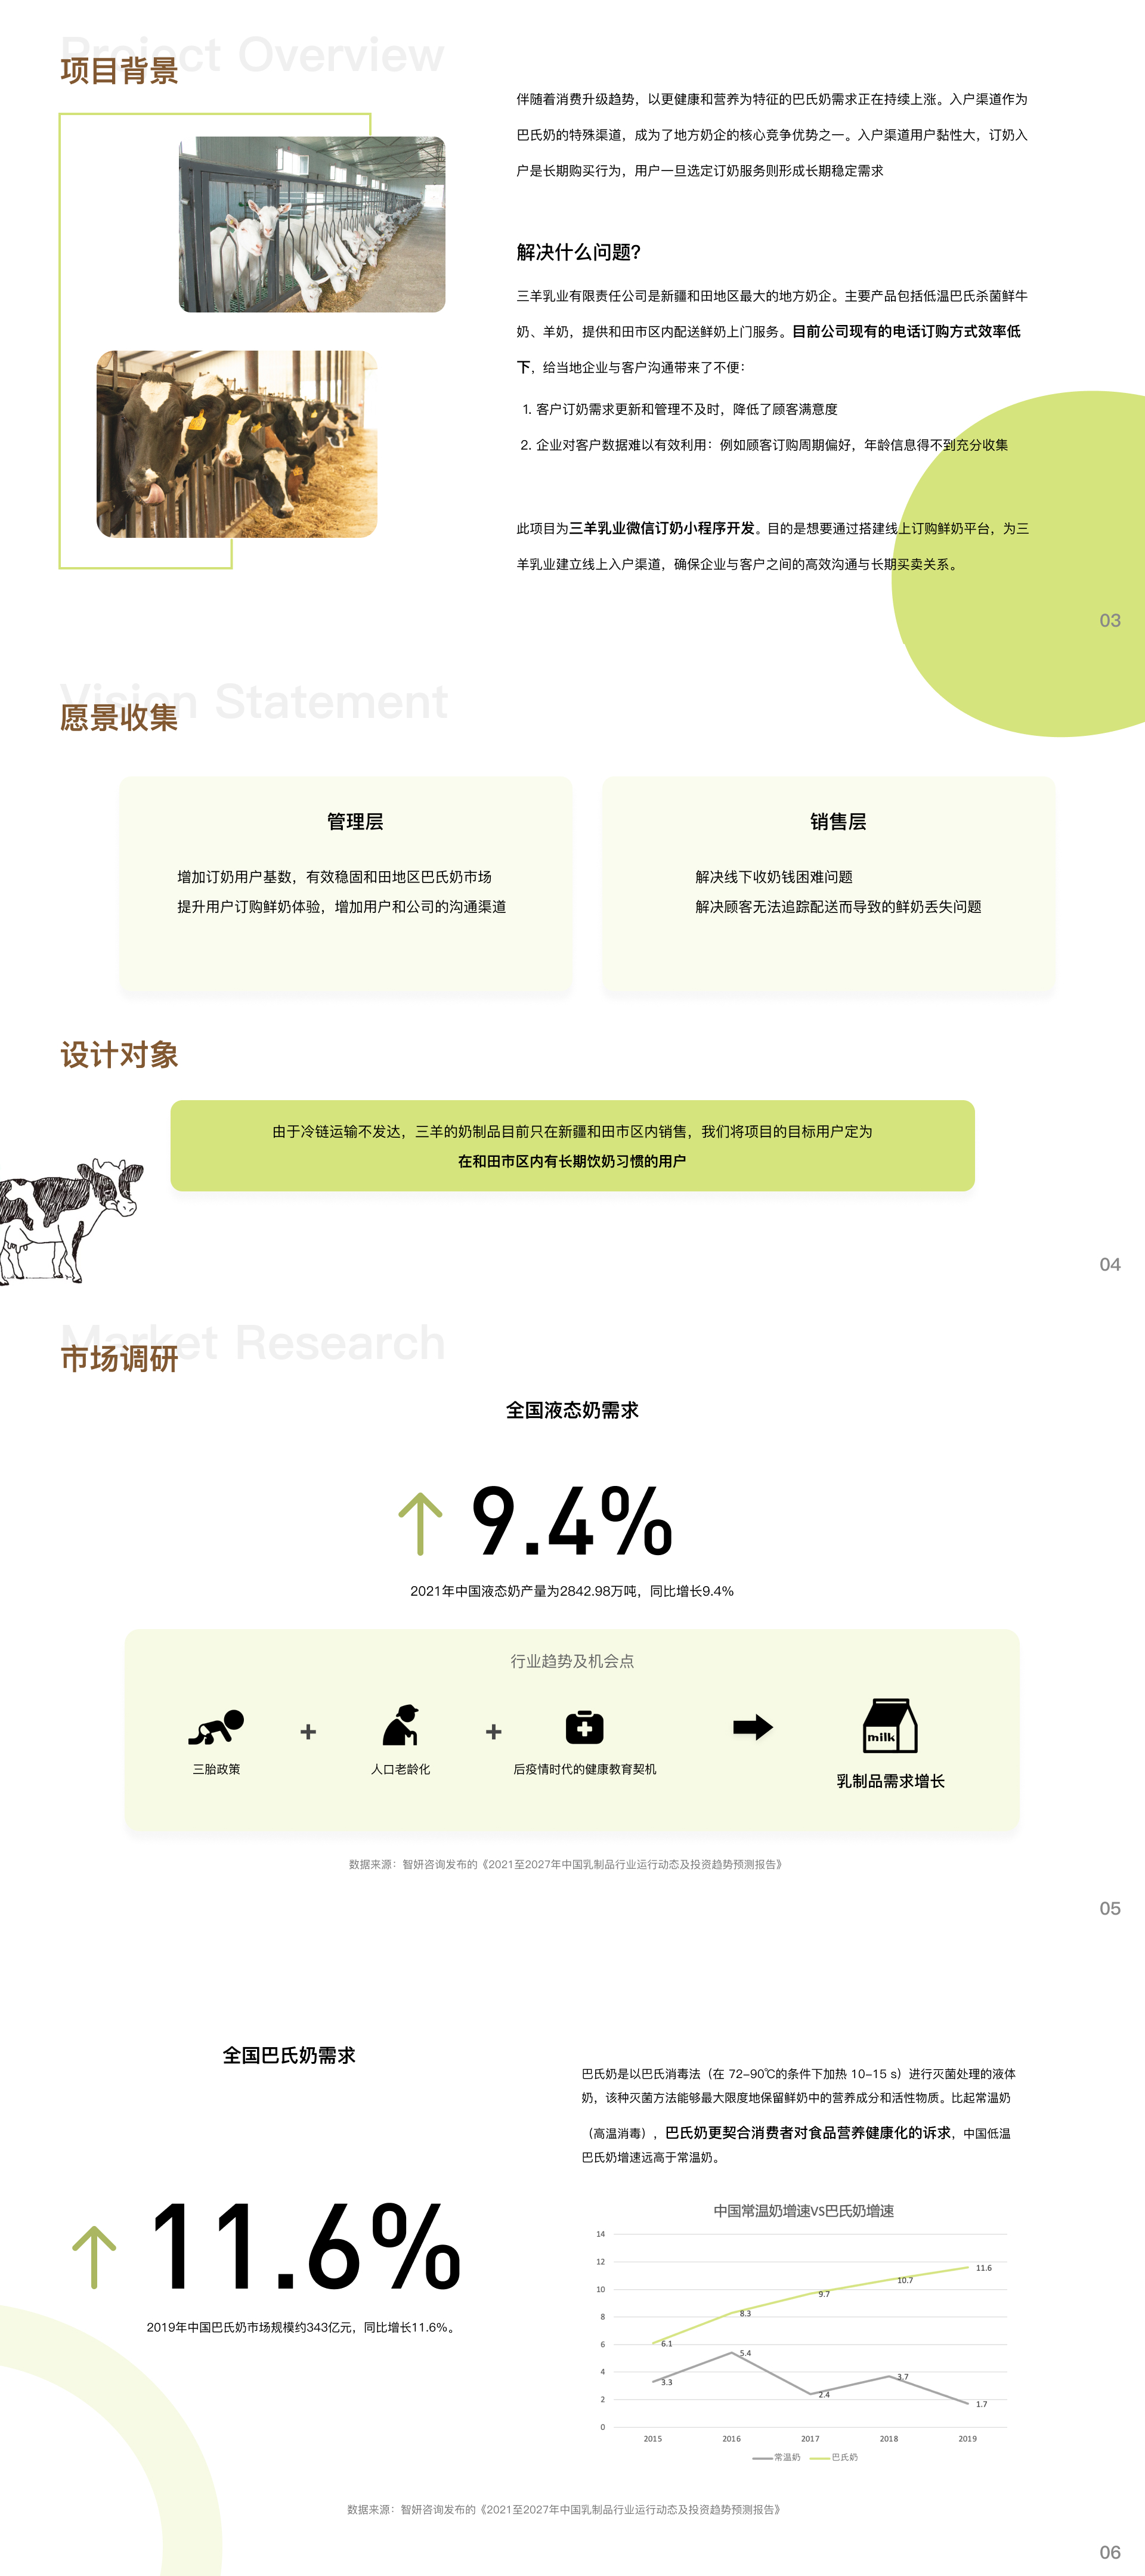 Project Overview
项目背景
伴随着消费升级趋势，以更健康和营养为特征的巴氏奶需求正在持续上涨。入户渠道作为
巴氏奶的特殊渠道，成为了地方奶企的核心竞争优势之一。入户渠道用户黏性大，订奶入
户是长期购买行为，用户一旦选定订奶服务则形成长期稳定需求
解决什么问题?
三羊乳业有限责任公司是新疆和田地区最大的地方奶企。主要产品包括低温巴氏杀菌鲜牛
奶、羊奶，提供和田市区内配送鲜奶上门服务。目前公司现有的电话订购方式效率低
下，给当地企业与客户沟通带来了不便：
1. 客户订奶需求更新和管理不及时，降低了顾客满意度
2. 企业对客户数据难以有效利用：例如顾客订购周期偏好，年龄信息得不到充分收集
此项目为三羊乳业微信订奶小程序开发。目的是想要通过搭建线上订购鲜奶平台，为三
羊乳业建立线上入户渠道，确保企业与客户之间的高效沟通与长期买卖关系。
03
Vision Statement
愿景收集
管理层
增加订奶用户基数，有效稳固和田地区巴氏奶市场
提升用户订购鲜奶体验，增加用户和公司的沟通渠道
销售层
解决线下收奶钱困难问题
解决顾客无法追踪配送而导致的鲜奶丢失问题
设计对象
由于冷链运输不发达，三羊的奶制品目前只在新疆和田市区内销售，我们将项目的目标用户定为
在和田市区内有长期饮奶习惯的用户
04
Market Research
市场调研
全国液态奶需求
9.4%
2021年中国液态奶产量为2842.98万吨，同比增长9.4%
行业趋势及机会点
三胎政策
+
人口老龄化
+
后疫情时代的健康教育契机
milk
乳制品需求增长
数据来源：智妍咨询发布的《2021至2027年中国乳制品行业运行动态及投资趋势预测报告》
05
全国巴氏奶需求
11.6%
2019年中国巴氏奶市场规模约343亿元，同比增长11.6%。
巴氏奶是以巴氏消毒法（在 72-90℃的条件下加热 10-15 s）进行灭菌处理的液体
奶，该种灭菌方法能够最大限度地保留鲜奶中的营养成分和活性物质。比起常温奶
（高温消毒），巴氏奶更契合消费者对食品营养健康化的诉求，中国低温
巴氏奶增速远高于常温奶。
中国常温奶增速VS巴氏奶增速
14
12
10
8
6
4
2
0
6.1
8.3
9.7
10.7
11.6
3.3
5.4
2.4
3.7
1.7
2015
2016
2017
2018
2019
常温奶
巴氏奶
数据来源：智妍咨询发布的《2021至2027年中国乳制品行业运行动态及投资趋势预测报告》
06